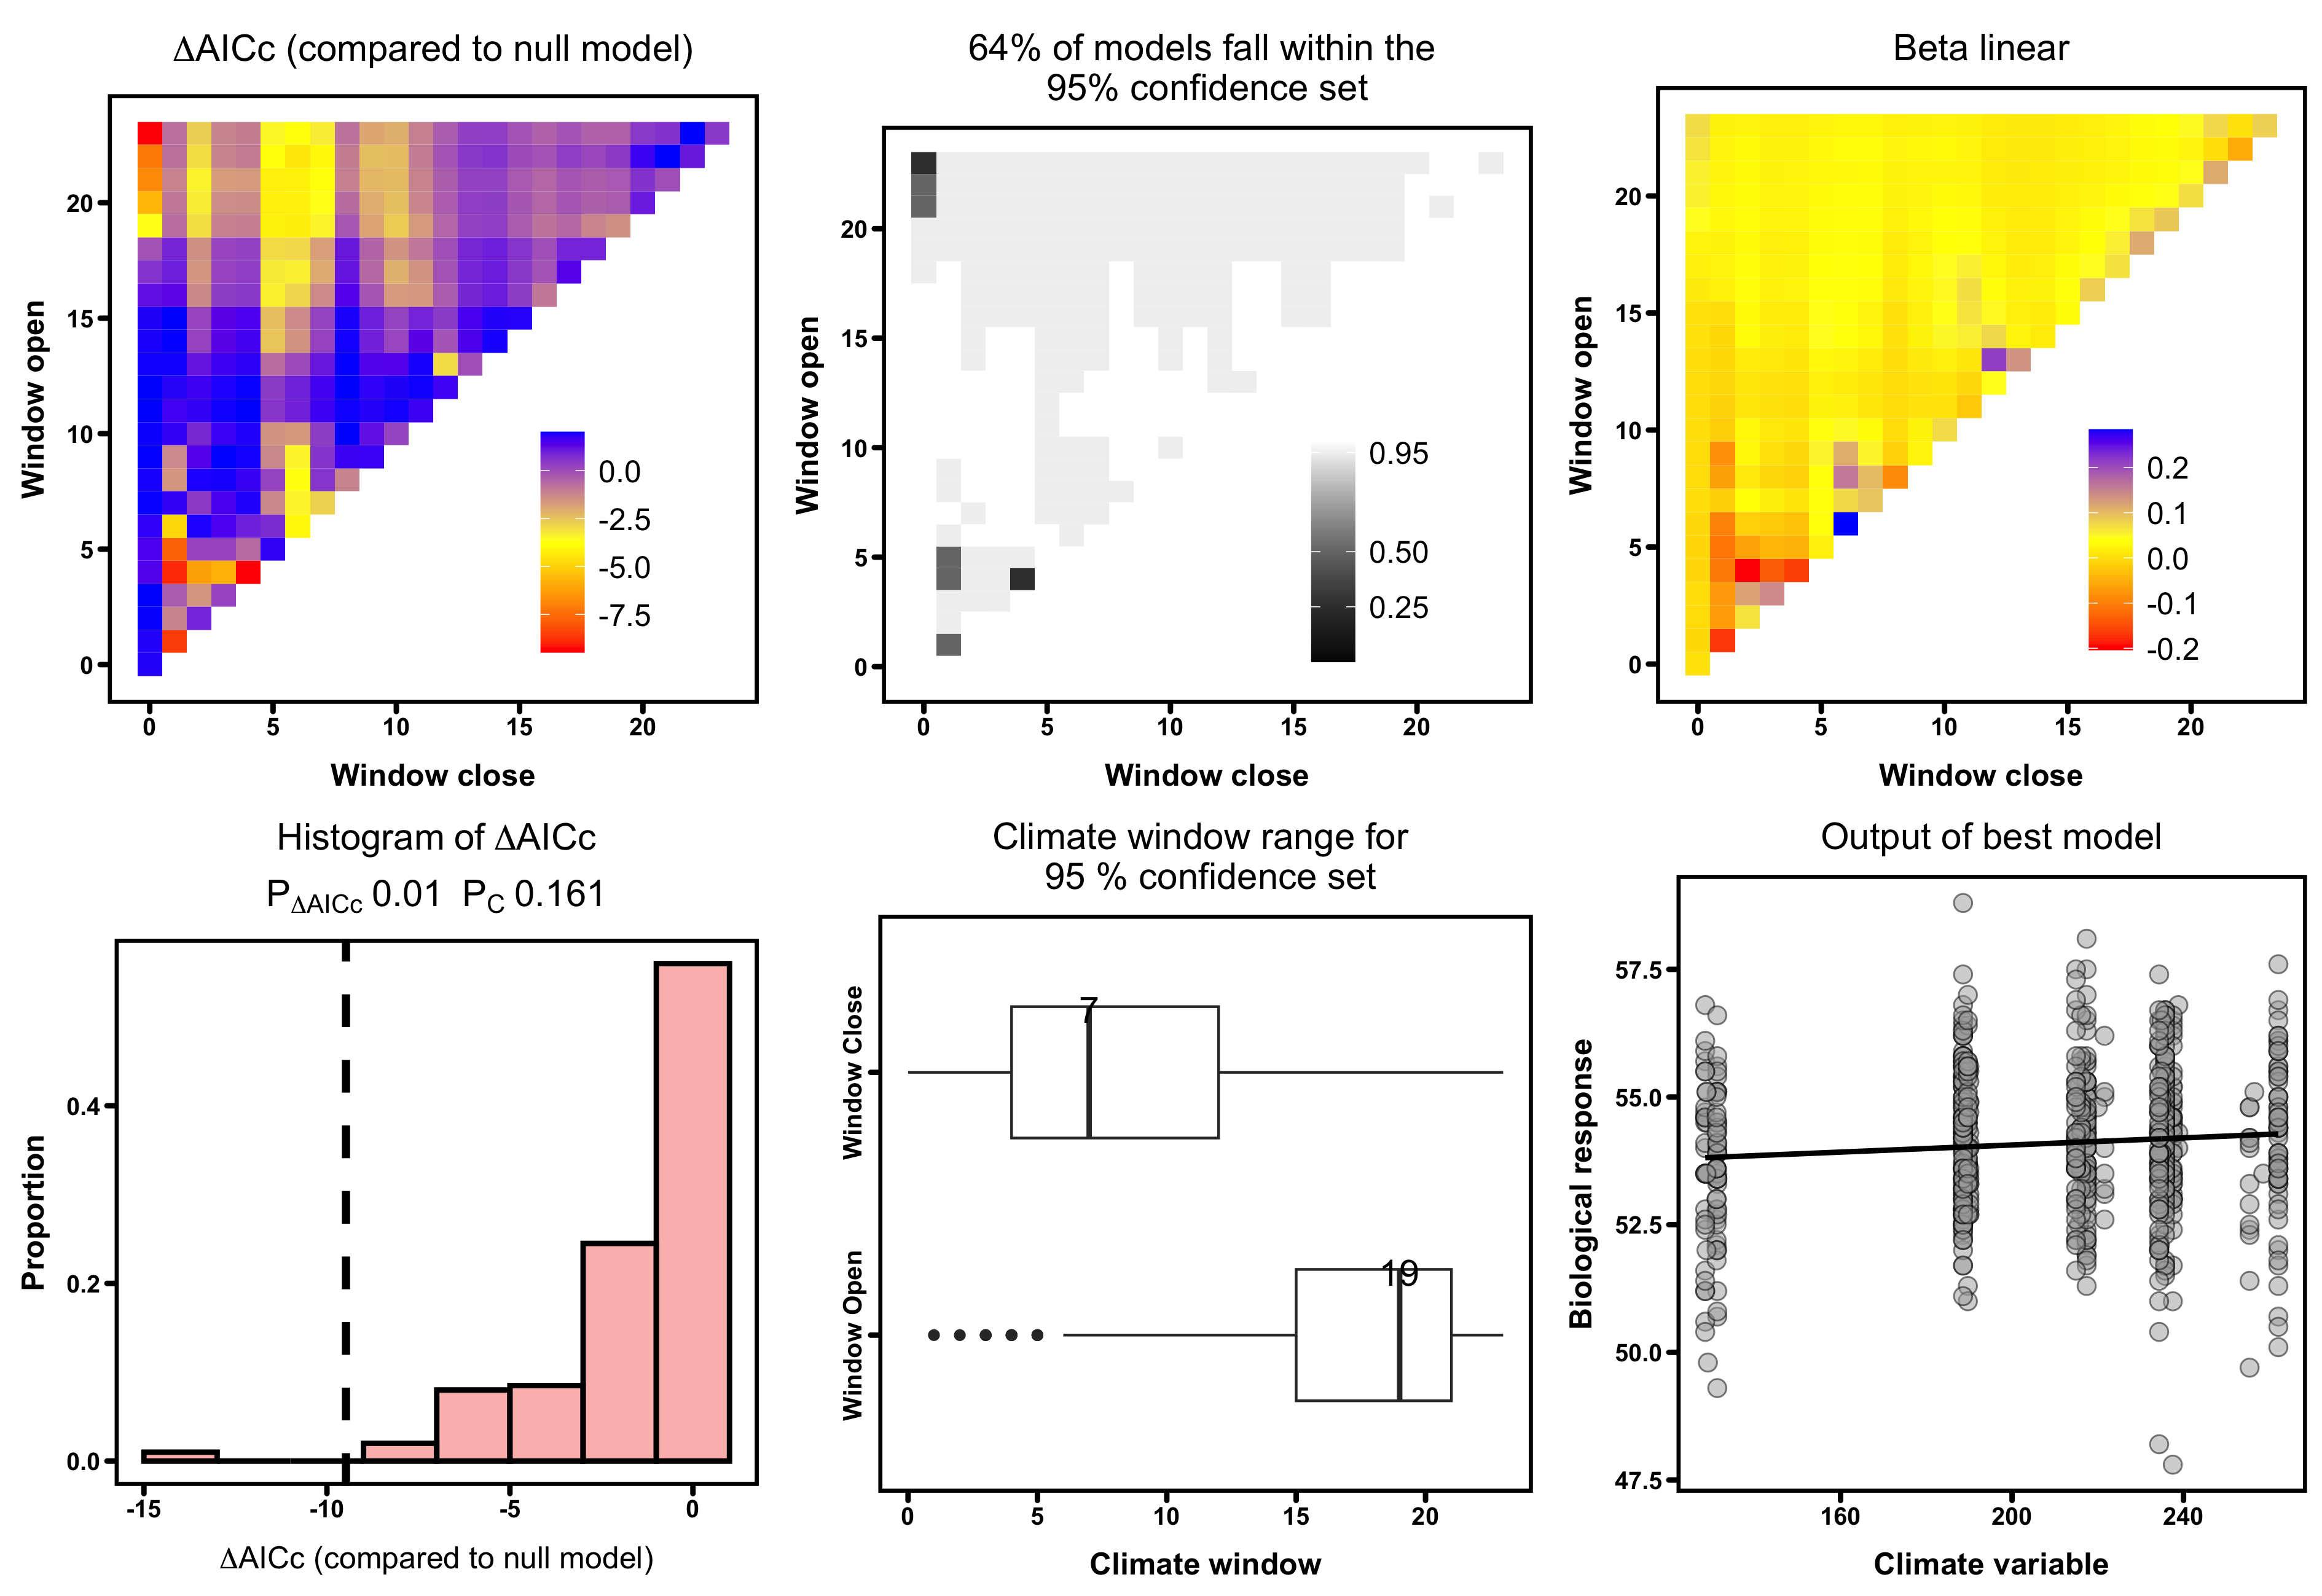 ΔAICc (compared to null model)
Window open
20
15
10
5
0
0.0
-2.5
-5.0
-7.5
0 5 10 15 20
Window close
64% of models fall within the
95% confidence set
Window open
20
15
10
5
0
0.95
0.50
0.25
0 5 10 15 20
Window close
Beta linear
Window open
20
15
10
5
0
0.2
0.1
0.0
-0.1
-0.2
0 5 10 15 20
Window close
Histogram of ΔAICc
PΔAICc 0.01 PC 0.161
Proportion
0.4
0.2
0.0
-15 -10 -5 0
ΔAICc (compared to null model)
Climate window range for
95 % confidence set
Window Close
7
Window Open
19
0 5 10 15 20
Climate window
Output of best model
Biological response
57.5
55.0
52.5
50.0
47.5
160 200 240
Climate variable